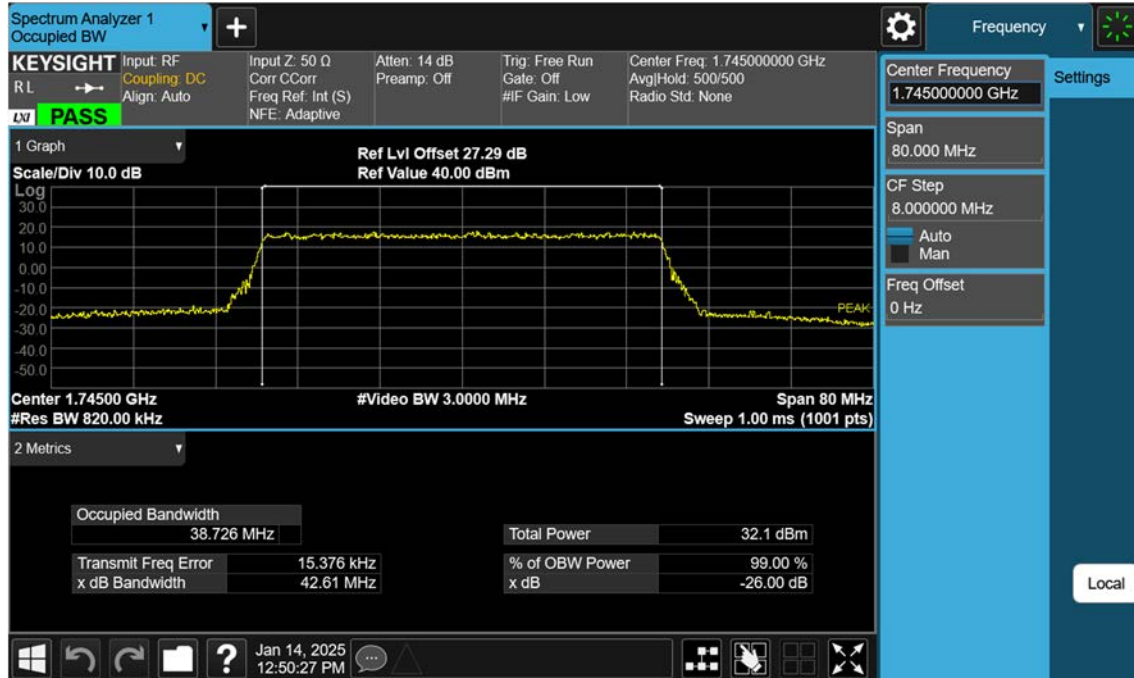 Spectrum Analyzer 1
Occupied BW
+
Frequency
KEYSIGHT
RL
LXI PASS
Input: RF
Coupling: DC
Align: Auto
Input Z: 50 Ω
Corr CCorr
Freq Ref: Int (S)
NFE: Adaptive
Atten: 14 dB
Preamp: Off
Trig: Free Run
Gate: Off
#IF Gain: Low
Center Freq: 1.745000000 GHz
Avg|Hold: 500/500
Radio Std: None
Center Frequency
1.745000000 GHz
Settings
Span
80.000 MHz
CF Step
8.000000 MHz
Auto
Man
Freq Offset
0 Hz
Local
1 Graph
Scale/Div 10.0 dB
Ref Lvl Offset 27.29 dB
Ref Value 40.00 dBm
Log
30.0
20.0
10.0
0.00
-10.0
-20.0
-30.0
-40.0
-50.0
PEAK
Center 1.74500 GHz
#Video BW 3.0000 MHz
Span 80 MHz
#Res BW 820.00 kHz
Sweep 1.00 ms (1001 pts)
2 Metrics
Occupied Bandwidth
38.726 MHz
Total Power 32.1 dBm
Transmit Freq Error 15.376 kHz
% of OBW Power 99.00 %
x dB Bandwidth 42.61 MHz
x dB -26.00 dB
?
Jan 14, 2025
12:50:27 PM